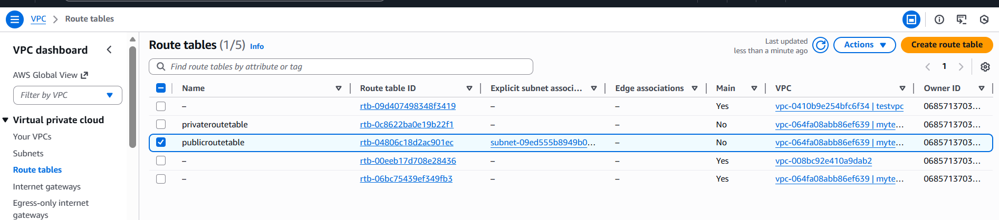 VPC > Route tables
VPC dashboard
AWS Global View
Filter by VPC
Virtual private cloud
Your VPCs
Subnets
Route tables
Internet gateways
Egress-only internet
gateways
Route tables (1/5) Info
Last updated
less than a minute ago
Actions
Create route table
Find route tables by attribute or tag
1
Name Route table ID Explicit subnet associ... Edge associations Main VPC Owner ID
– rtb-09d407498348f3419 – – Yes vpc-0410b9e254bfc6f34 | testvpc 0685713703...
privateroutetable rtb-0c8622ba0e19b22f1 – – No vpc-064fa08abb86ef639 | myte... 0685713703...
publicroutetable rtb-04806c18d2ac901ec subnet-09ed555b8949b0... – No vpc-064fa08abb86ef639 | myte... 0685713703...
– rtb-00eeb17d708e28436 – – Yes vpc-008bc92e410a9dab2 0685713703...
– rtb-06bc75439ef349fb3 – – Yes vpc-064fa08abb86ef639 | myte... 0685713703...